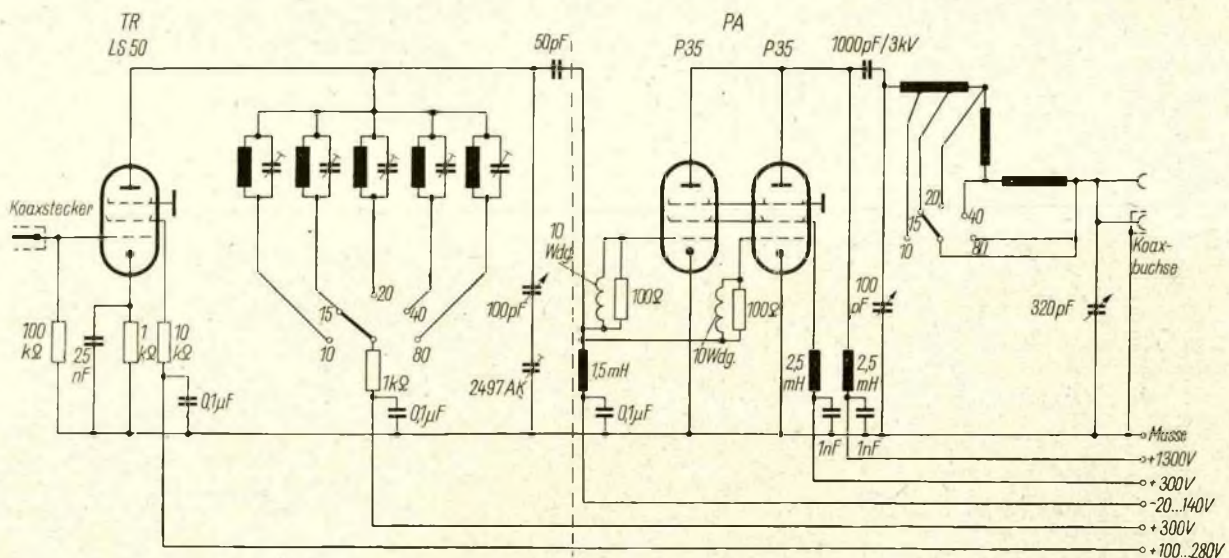 TR
LS 50
PA
P35
P35
50pF
1000pF/3kV
Koaxstecker
100
kΩ
25
nF
1
kΩ
10
kΩ
0,1µF
10
15
20
40
80
1kΩ
0,1µF
100pF
2497AK
10
Wdg.
100Ω
1,5mH
0,1µF
100Ω
10Wdg.
2,5
mH
1nF
2,5
mH
1nF
100
pF
10
15
20
40
80
320pF
Koax-
buchse
Masse
+1300V
+300V
-20...140V
+300V
+100...280V